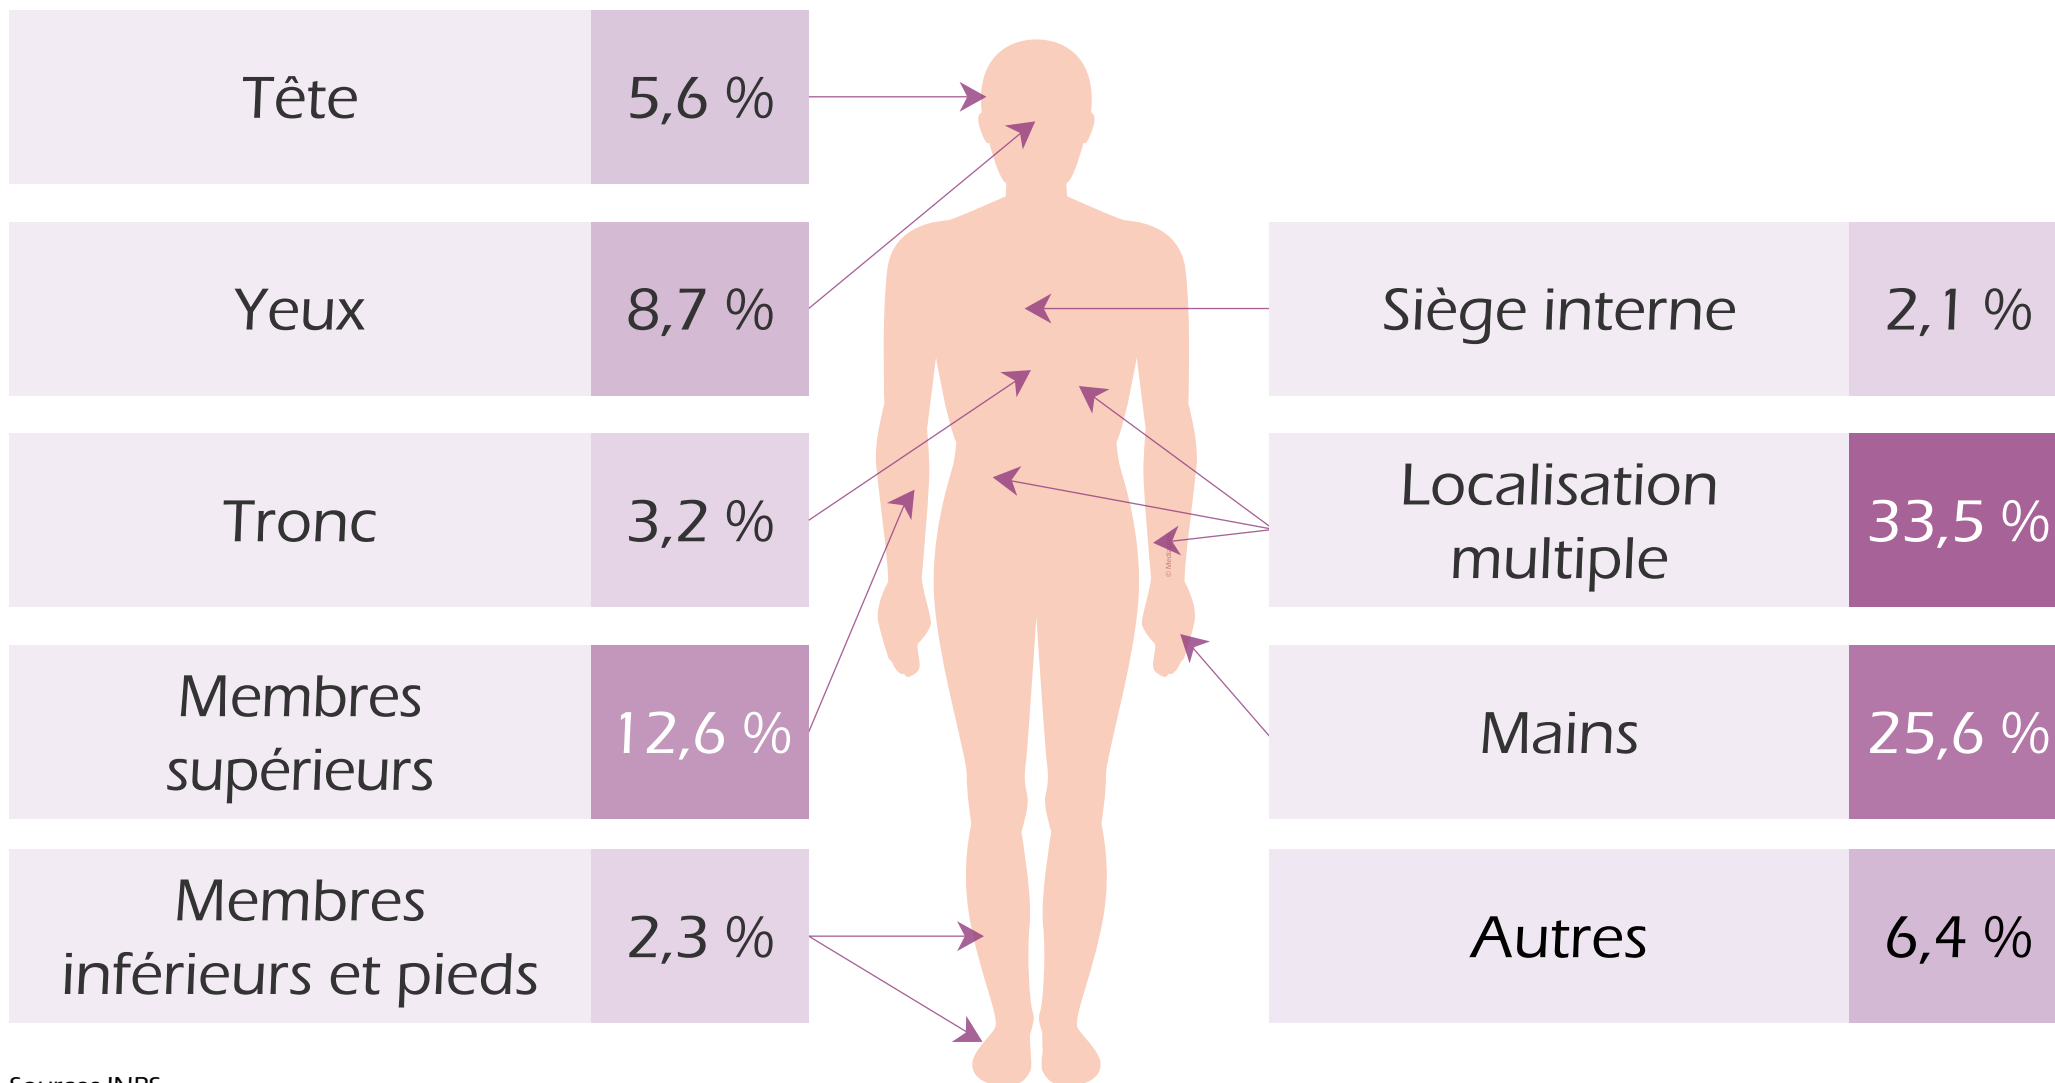 Tête
5,6 %
Yeux
8,7 %
Tronc
3,2 %
Membres
supérieurs
12,6 %
Membres
inférieurs et pieds
2,3 %
Siège interne
2,1 %
Localisation
multiple
33,5 %
Mains
25,6 %
Autres
6,4 %